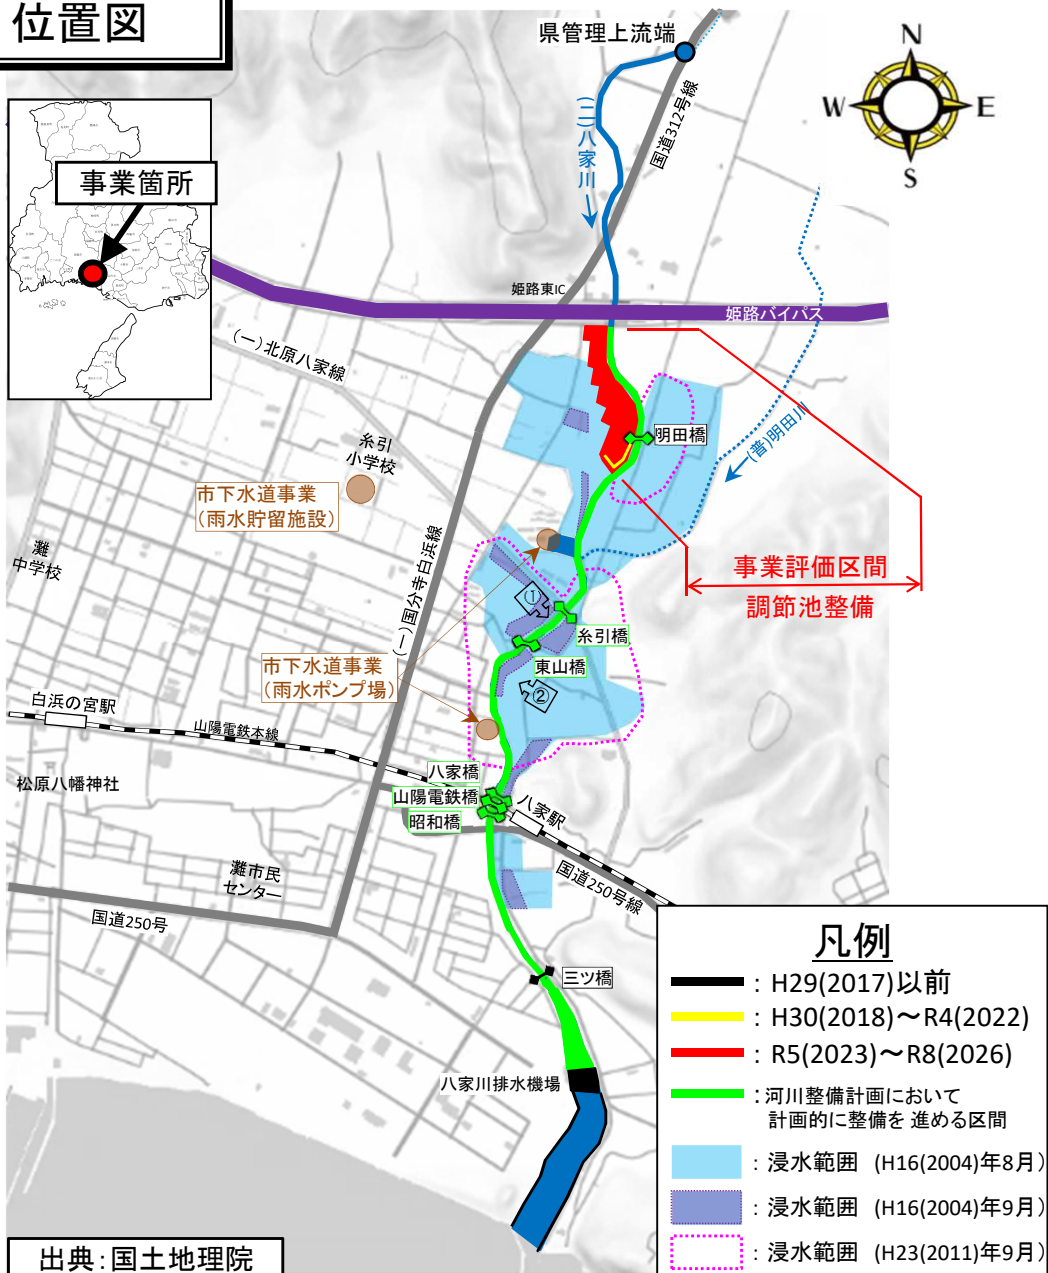 位置図
県管理上流端
N
W
E
S
事業箇所
(二)八家川
国道312号線
姫路東IC
姫路バイパス
(一)北原八家線
糸引
小学校
明田橋
(普)明田川
市下水道事業
(雨水貯留施設)
灘
中学校
(一)国分寺白浜線
事業評価区間
調節池整備
①
糸引橋
東山橋
②
市下水道事業
(雨水ポンプ場)
白浜の宮駅
山陽電鉄本線
松原八幡神社
八家橋
山陽電鉄橋
昭和橋
八家駅
灘市民
センター
国道250号線
国道250号
三ツ橋
八家川排水機場
凡例
: H29(2017)以前
: H30(2018)～R4(2022)
: R5(2023)～R8(2026)
: 河川整備計画において
計画的に整備を 進める区間
: 浸水範囲 (H16(2004)年8月)
: 浸水範囲 (H16(2004)年9月)
: 浸水範囲 (H23(2011)年9月)
出典:国土地理院